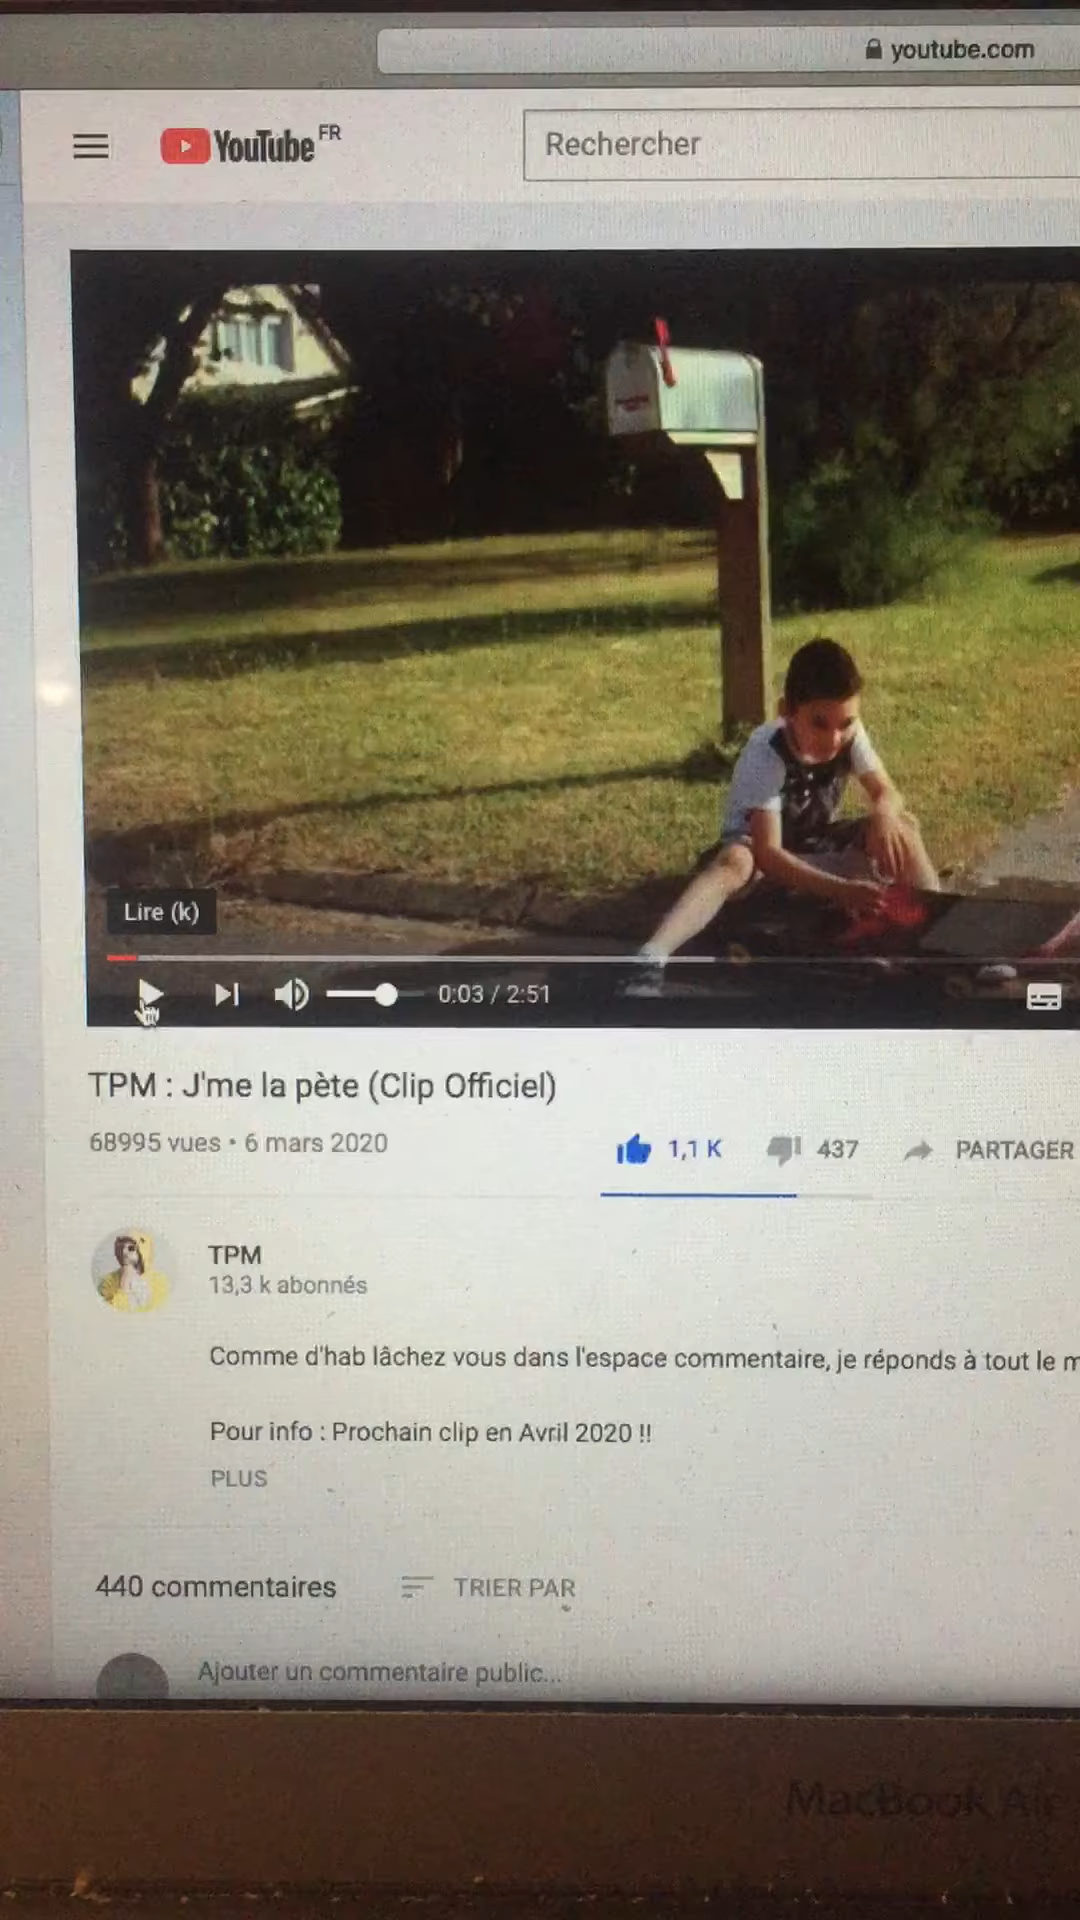 youtube.com
YouTube FR
Rechercher
Lire (k)
0:03 / 2:51
TPM : J'me la pète (Clip Officiel)
68995 vues • 6 mars 2020
1,1 K
437
PARTAGER
TPM
13,3 k abonnés
Comme d'hab lâchez vous dans l'espace commentaire, je réponds à tout le m
Pour info : Prochain clip en Avril 2020 !!
PLUS
440 commentaires
TRIER PAR
Ajouter un commentaire public...
MacBook Air